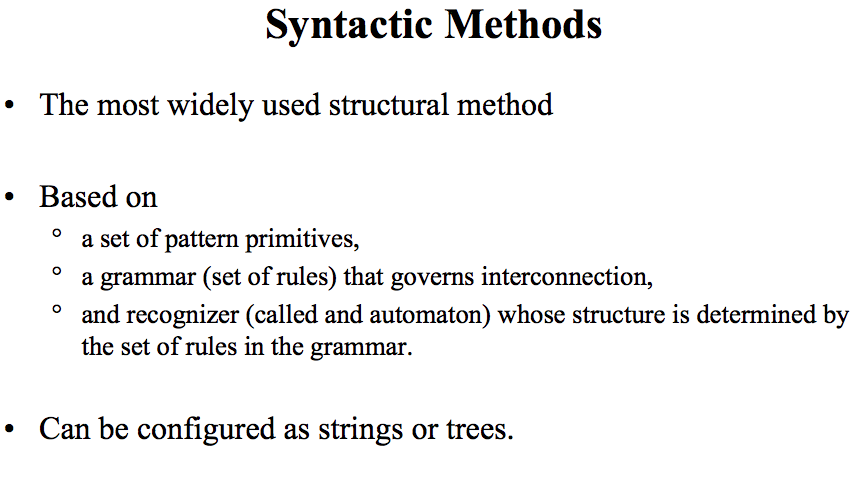 Syntactic Methods
• The most widely used structural method
• Based on
° a set of pattern primitives,
° a grammar (set of rules) that governs interconnection,
° and recognizer (called and automaton) whose structure is determined by
the set of rules in the grammar.
• Can be configured as strings or trees.